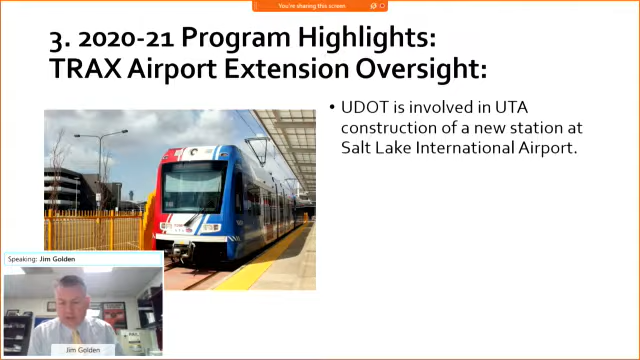 You're sharing this screen
3. 2020-21 Program Highlights:
TRAX Airport Extension Oversight:
• UDOT is involved in UTA
construction of a new station at
Salt Lake International Airport.
Speaking: Jim Golden
Jim Golden